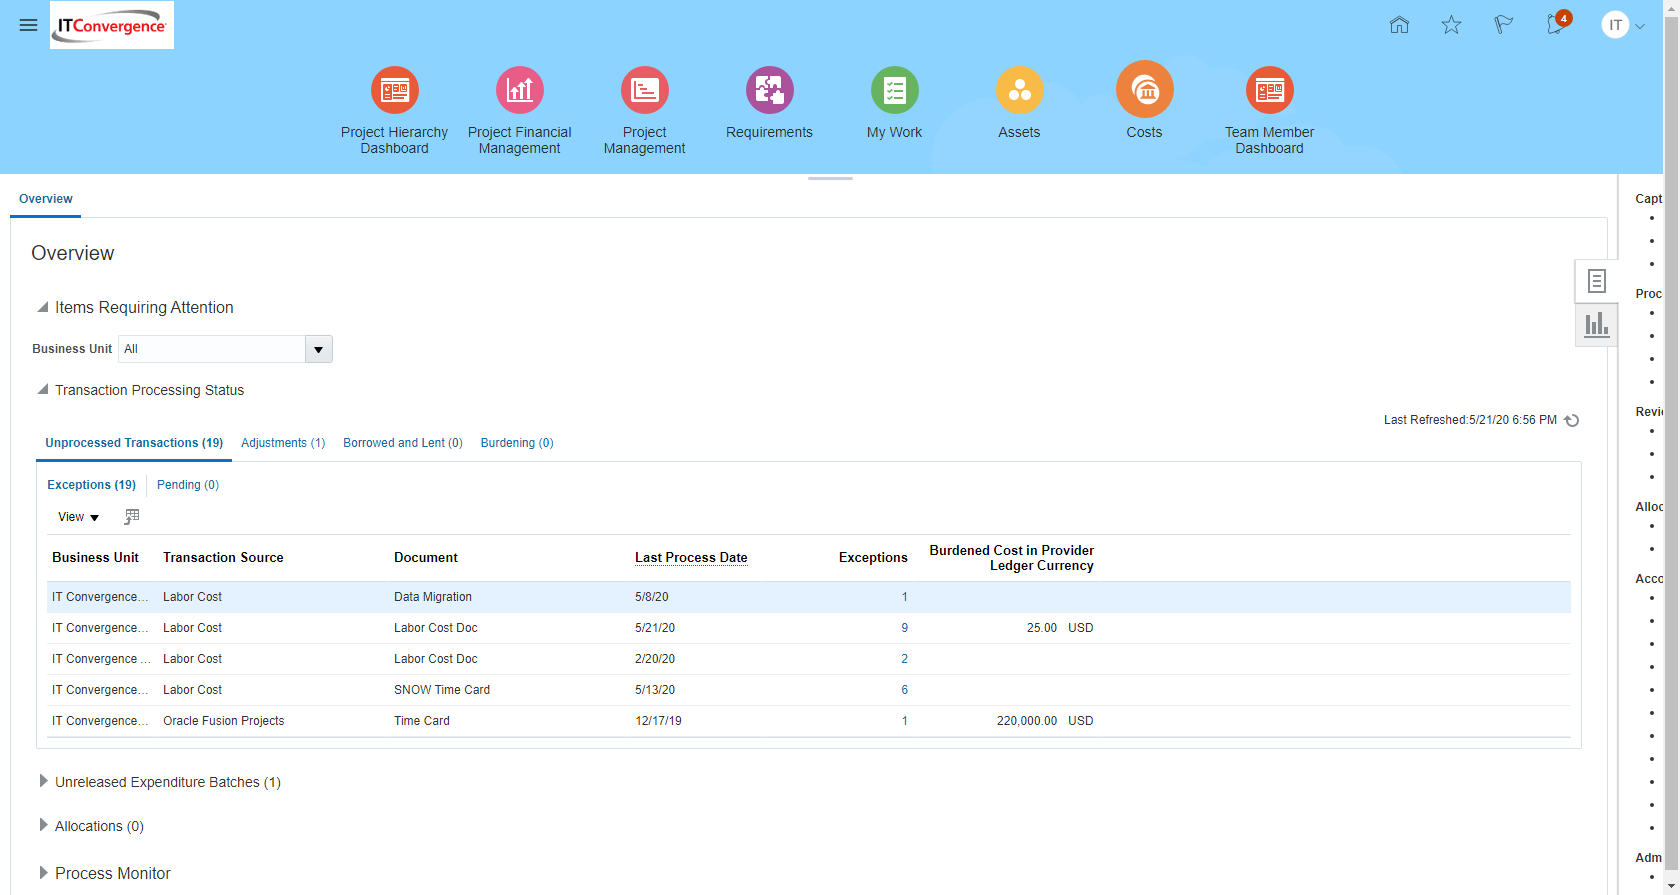 ITConvergence
4
IT
Project Hierarchy
Dashboard
Project Financial
Management
Project
Management
Requirements
My Work
Assets
Costs
Team Member
Dashboard
Overview
Overview
Items Requiring Attention
Business Unit All
Transaction Processing Status
Last Refreshed:5/21/20 6:56 PM
Unprocessed Transactions (19) Adjustments (1) Borrowed and Lent (0) Burdening (0)
Exceptions (19) Pending (0)
View
Business Unit Transaction Source Document Last Process Date Exceptions Burdened Cost in Provider
Ledger Currency
IT Convergence... Labor Cost Data Migration 5/8/20 1
IT Convergence... Labor Cost Labor Cost Doc 5/21/20 9 25.00 USD
IT Convergence ... Labor Cost Labor Cost Doc 2/20/20 2
IT Convergence... Labor Cost SNOW Time Card 5/13/20 6
IT Convergence... Oracle Fusion Projects Time Card 12/17/19 1 220,000.00 USD
Unreleased Expenditure Batches (1)
Allocations (0)
Process Monitor
Capt
Proc
Revi
Alloc
Acco
Adm